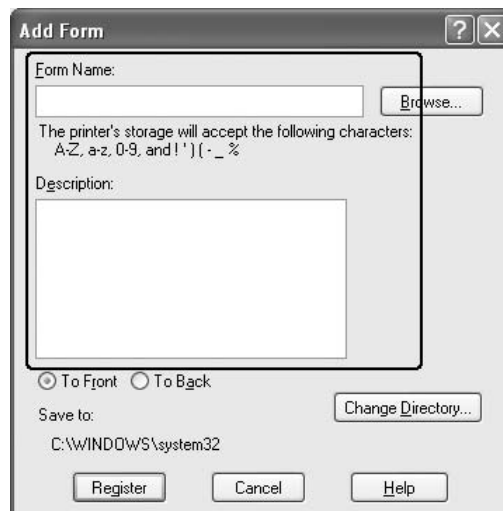 Add Form
Form Name:
Browse...
The printer's storage will accept the following characters:
A-Z, a-z, 0-9, and ! ' ) ( - _ %
Description:
To Front To Back
Save to:
Change Directory...
C:\WINDOWS\system32
Register Cancel Help